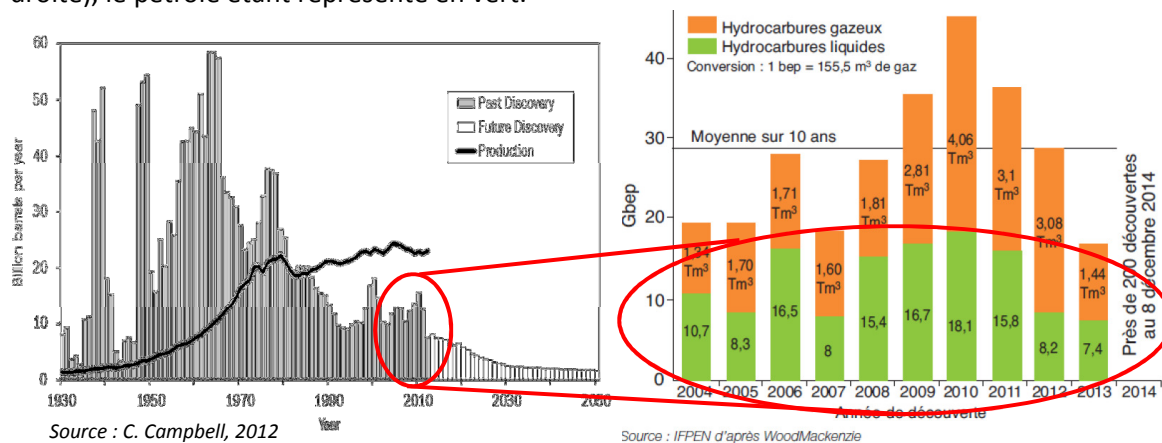 droite), le pétrole étant représenté en vert.
60
50
40
30
20
10
0
Billion barrels per year
Past Discovery
Future Discovery
Production
1930 1950 1970 1990 2010 2030 2050
Year
Source : C. Campbell, 2012
Hydrocarbures gazeux
Hydrocarbures liquides
Conversion : 1 bep = 155,5 m³ de gaz
Moyenne sur 10 ans
Gbep
40
30
20
10
0
1,34 Tm³
1,70 Tm³
1,71 Tm³
1,60 Tm³
1,81 Tm³
2,81 Tm³
4,06 Tm³
3,1 Tm³
3,08 Tm³
1,44 Tm³
10,7
8,3
16,5
8
15,4
16,7
18,1
15,8
8,2
7,4
Près de 200 découvertes
au 8 décembre 2014
2004 2005 2006 2007 2008 2009 2010 2011 2012 2013 2014
Année de découverte
Source : IFPEN d'après WoodMackenzie